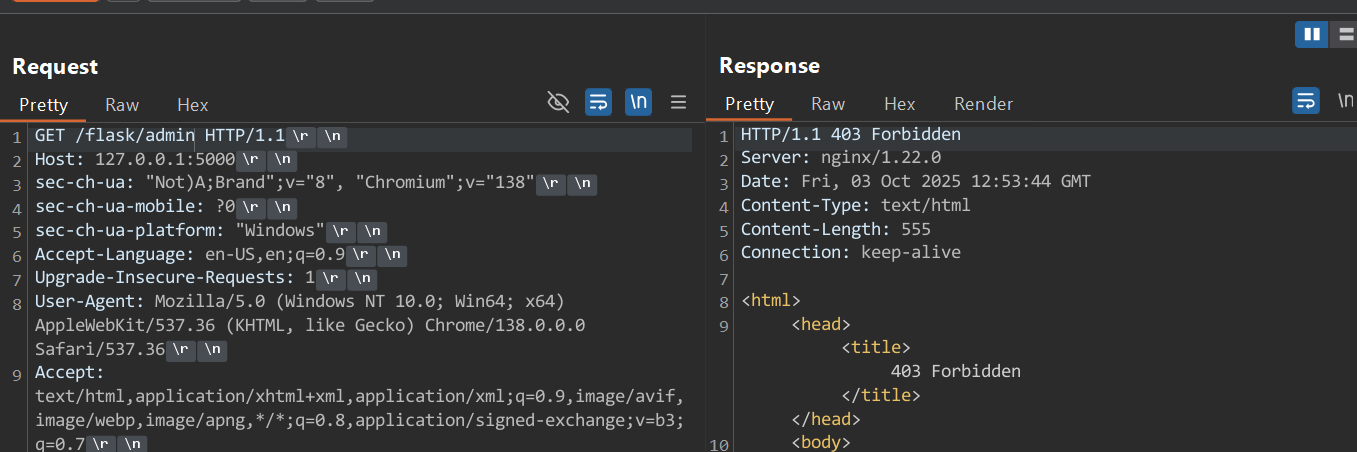 Request
Pretty Raw Hex
\n
1 GET /flask/admin HTTP/1.1 \r \n
2 Host: 127.0.0.1:5000 \r \n
3 sec-ch-ua: "Not)A;Brand";v="8", "Chromium";v="138" \r \n
4 sec-ch-ua-mobile: ?0 \r \n
5 sec-ch-ua-platform: "Windows" \r \n
6 Accept-Language: en-US,en;q=0.9 \r \n
7 Upgrade-Insecure-Requests: 1 \r \n
8 User-Agent: Mozilla/5.0 (Windows NT 10.0; Win64; x64)
AppleWebKit/537.36 (KHTML, like Gecko) Chrome/138.0.0.0
Safari/537.36 \r \n
9 Accept:
text/html,application/xhtml+xml,application/xml;q=0.9,image/avif,
image/webp,image/apng,*/*;q=0.8,application/signed-exchange;v=b3;
q=0.7 \r \n
Response
Pretty Raw Hex Render
\n
1 HTTP/1.1 403 Forbidden
2 Server: nginx/1.22.0
3 Date: Fri, 03 Oct 2025 12:53:44 GMT
4 Content-Type: text/html
5 Content-Length: 555
6 Connection: keep-alive
7
8 <html>
9 <head>
<title>
403 Forbidden
</title>
</head>
10 <body>